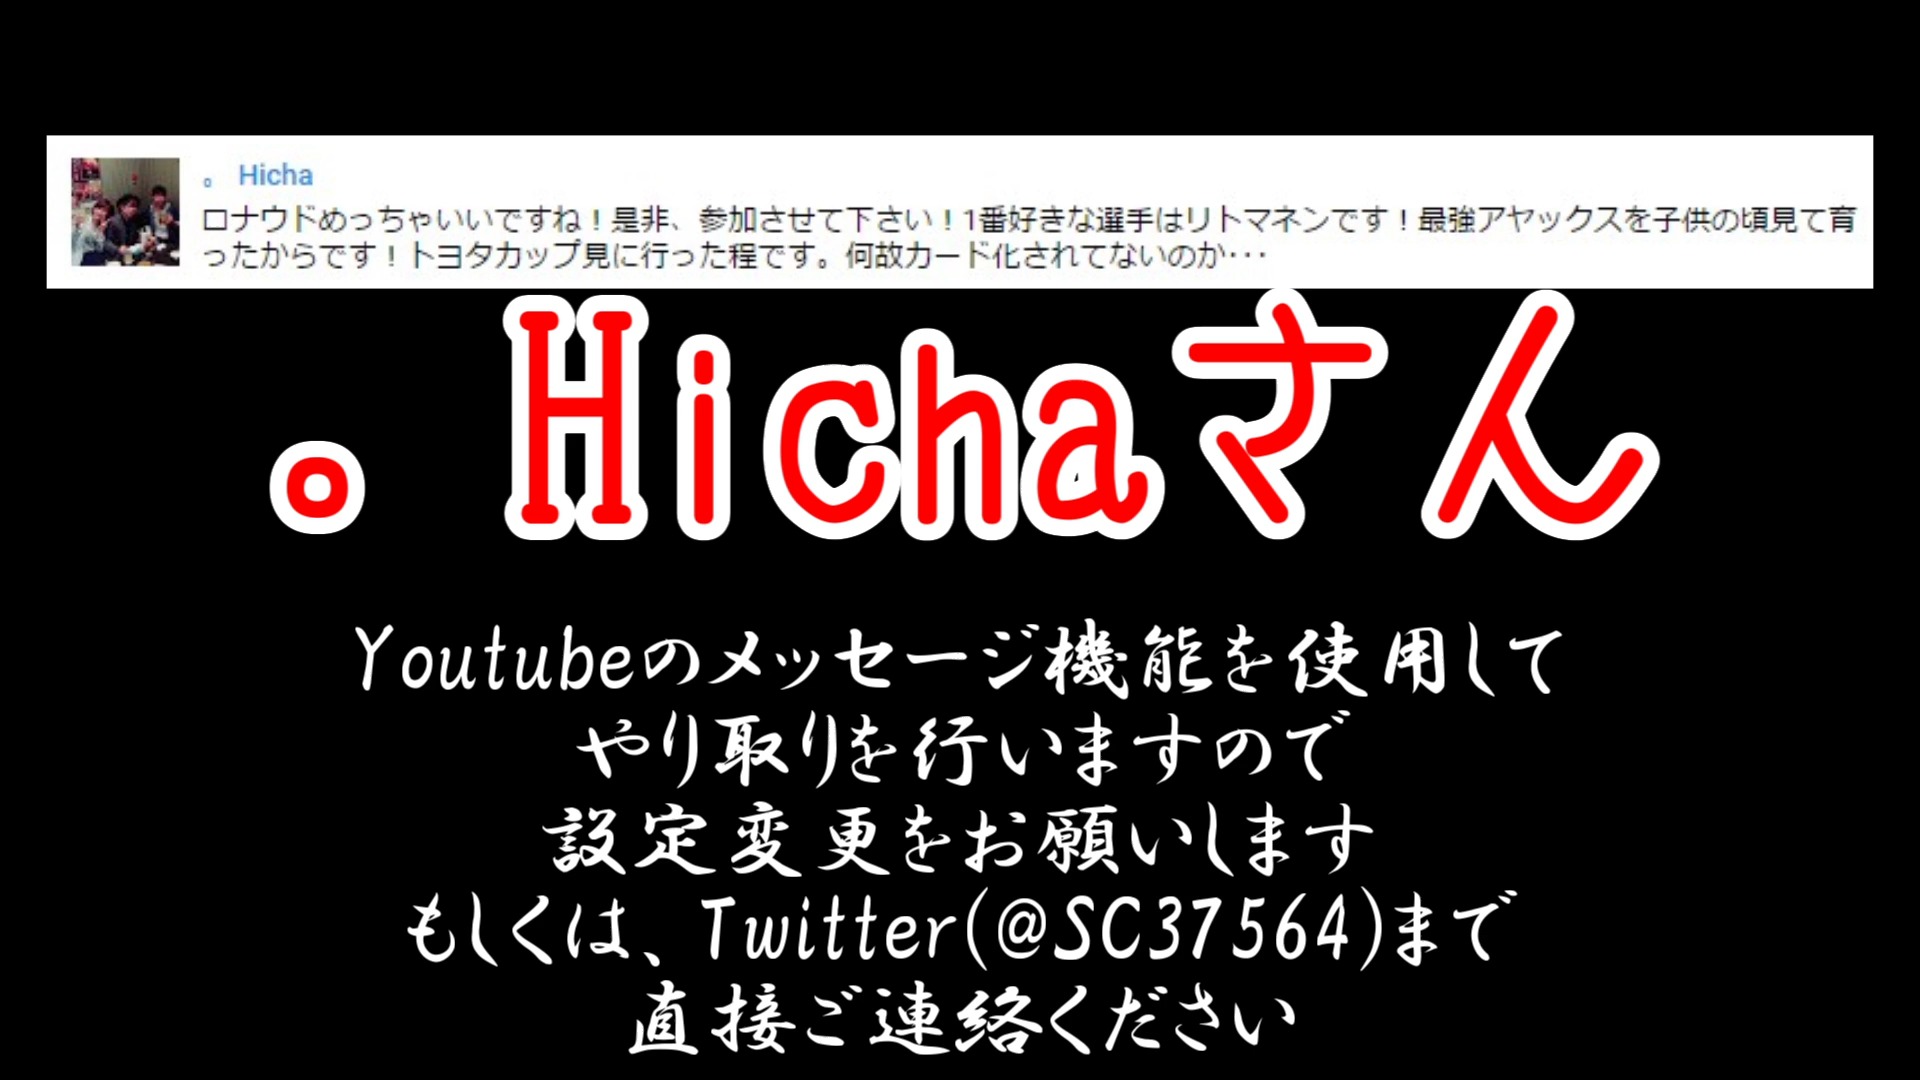 。 Hicha
ロナウドめっちゃいいですね！是非、参加させて下さい！1番好きな選手はリトマネンです！最強アヤックスを子供の頃見て育
ったからです！トヨタカップ見に行った程です。何故カード化されてないのか･･･
。Hichaさん
Youtubeのメッセージ機能を使用して
やり取りを行いますので
設定変更をお願いします
もしくは、Twitter(@SC37564)まで
直接ご連絡ください